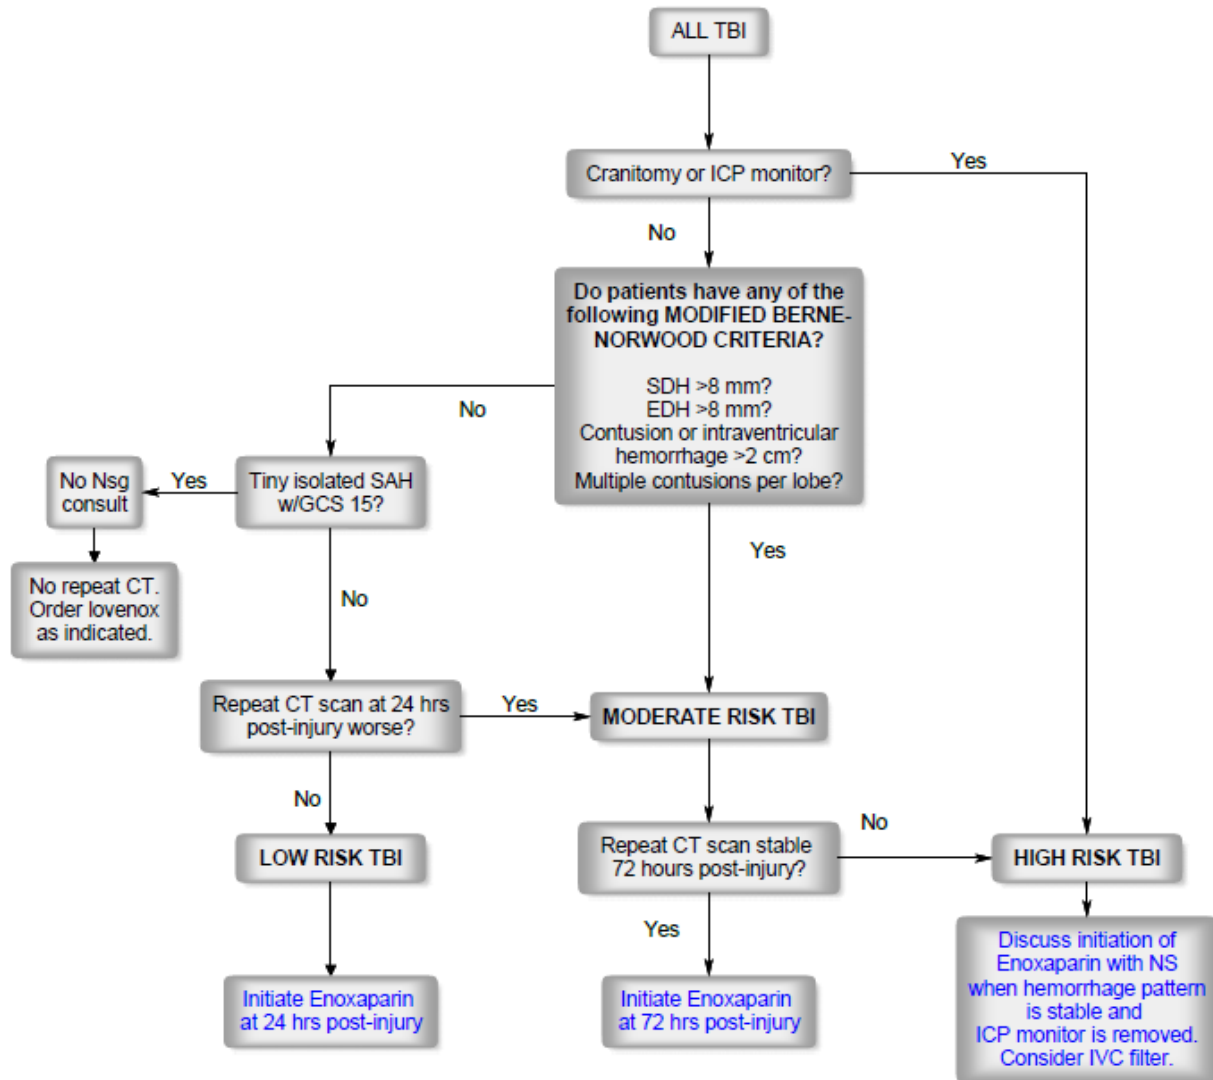 ALL TBI
Cranitomy or ICP monitor?
Yes
No
Do patients have any of the
following MODIFIED BERNE-
NORWOOD CRITERIA?
SDH >8 mm?
EDH >8 mm?
Contusion or intraventricular
hemorrhage >2 cm?
Multiple contusions per lobe?
No
Yes
Tiny isolated SAH
w/GCS 15?
Yes
No Nsg
consult
No repeat CT.
Order lovenox
as indicated.
No
Repeat CT scan at 24 hrs
post-injury worse?
Yes
MODERATE RISK TBI
No
LOW RISK TBI
Repeat CT scan stable
72 hours post-injury?
No
HIGH RISK TBI
Yes
Initiate Enoxaparin
at 24 hrs post-injury
Initiate Enoxaparin
at 72 hrs post-injury
Discuss initiation of
Enoxaparin with NS
when hemorrhage pattern
is stable and
ICP monitor is removed.
Consider IVC filter.